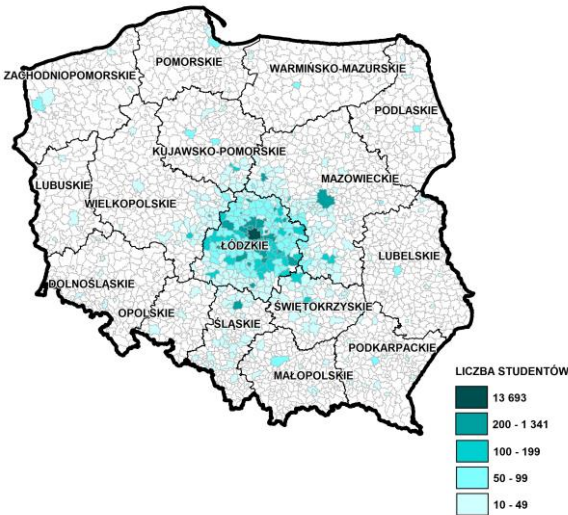 POMORSKIE
ZACHODNIOPOMORSKIE
WARMIŃSKO-MAZURSKIE
PODLASKIE
KUJAWSKO-POMORSKIE
MAZOWIECKIE
LUBUSKIE
WIELKOPOLSKIE
ŁÓDZKIE
LUBELSKIE
DOLNOŚLĄSKIE
OPOLSKIE
ŚWIĘTOKRZYSKIE
ŚLĄSKIE
PODKARPACKIE
MAŁOPOLSKIE
LICZBA STUDENTÓW
13 693
200 - 1 341
100 - 199
50 - 99
10 - 49